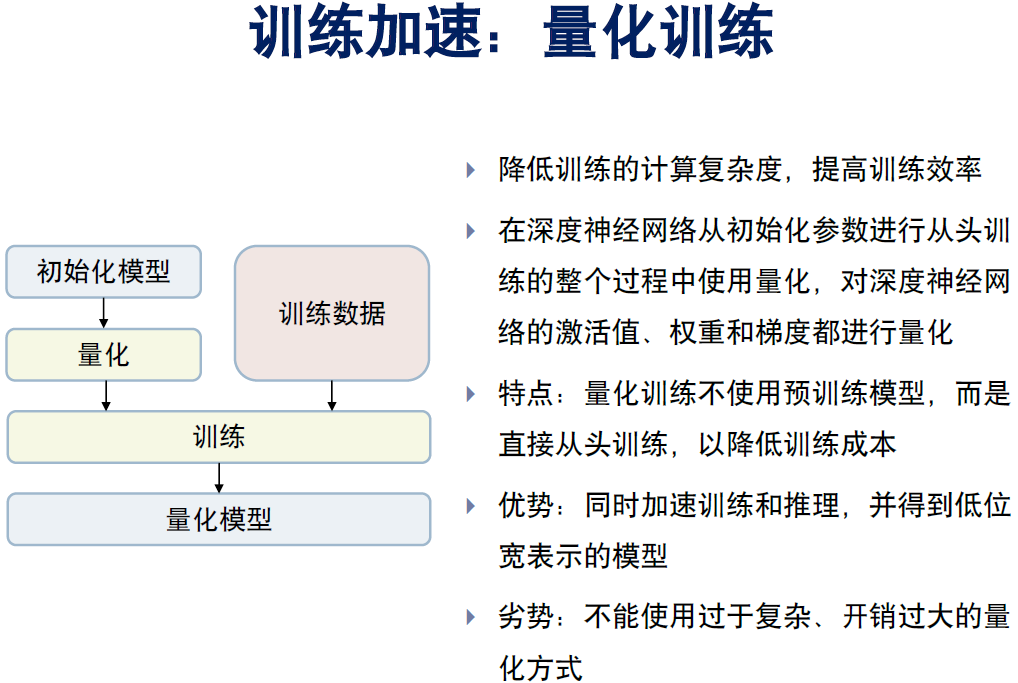 训练加速：量化训练
初始化模型
量化
训练数据
训练
量化模型
降低训练的计算复杂度，提高训练效率
在深度神经网络从初始化参数进行从头训
练的整个过程中使用量化，对深度神经网
络的激活值、权重和梯度都进行量化
特点：量化训练不使用预训练模型，而是
直接从头训练，以降低训练成本
优势：同时加速训练和推理，并得到低位
宽表示的模型
劣势：不能使用过于复杂、开销过大的量
化方式